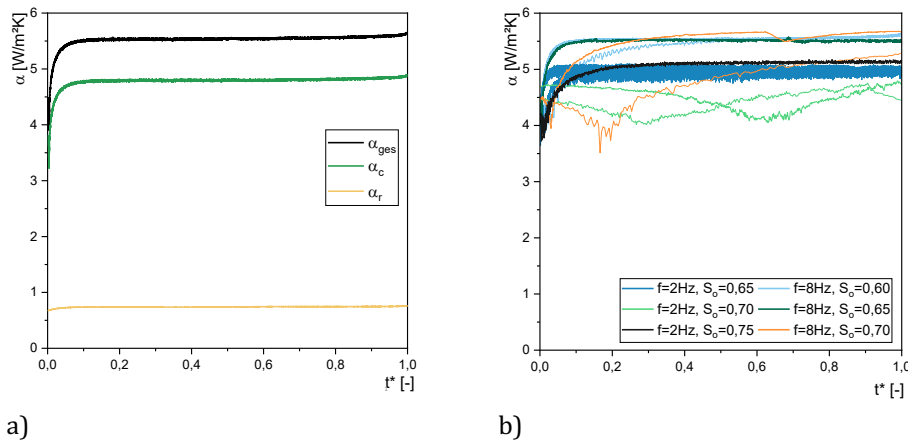 α [W/m²K]
6
5
4
3
2
1
0
0,0 0,2 0,4 0,6 0,8 1,0
t* [-]
α_ges
α_c
α_r
a)
α [W/m²K]
6
5
4
3
2
1
0
0,0 0,2 0,4 0,6 0,8 1,0
t* [-]
f=2Hz, S_o=0,65 f=8Hz, S_o=0,60
f=2Hz, S_o=0,70 f=8Hz, S_o=0,65
f=2Hz, S_o=0,75 f=8Hz, S_o=0,70
b)